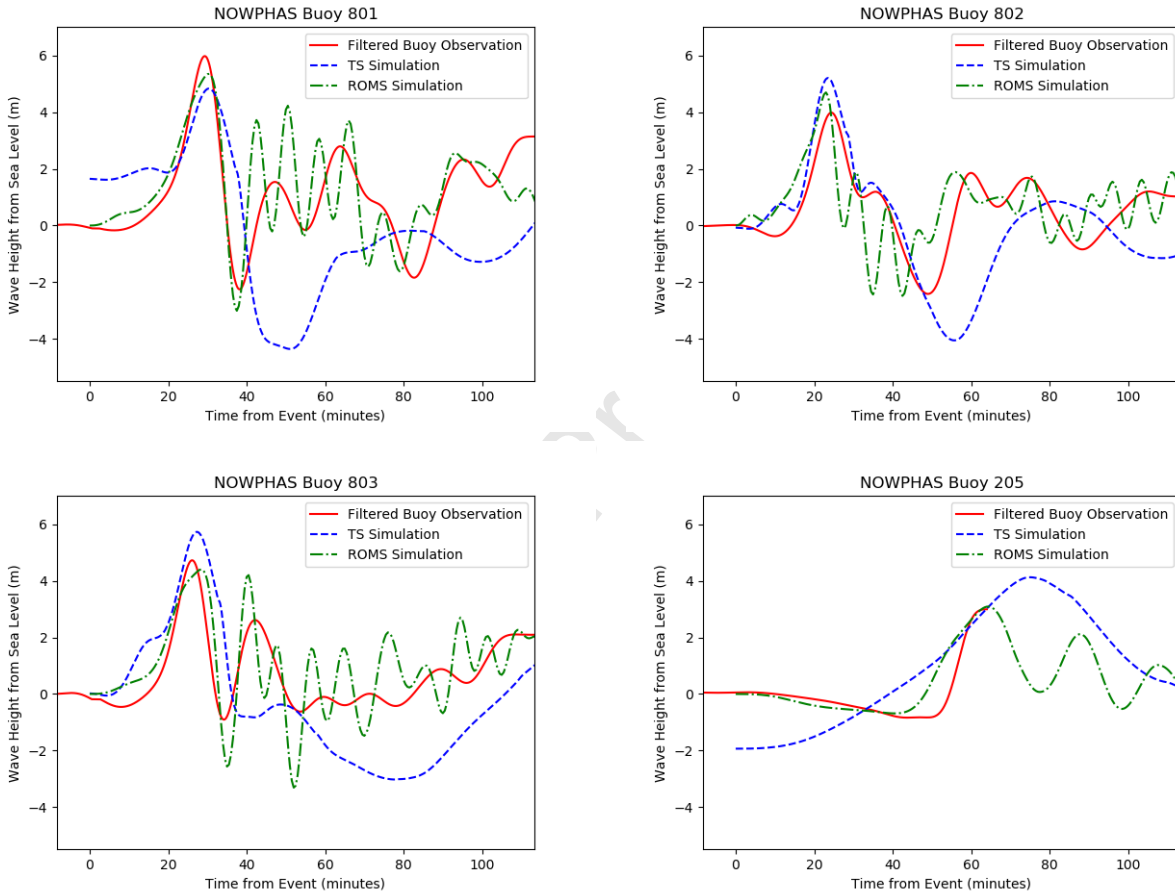 NOWPHAS Buoy 801
Wave Height from Sea Level (m)
6
4
2
0
−2
−4
Filtered Buoy Observation
TS Simulation
ROMS Simulation
0 20 40 60 80 100
Time from Event (minutes)
NOWPHAS Buoy 802
Wave Height from Sea Level (m)
6
4
2
0
−2
−4
Filtered Buoy Observation
TS Simulation
ROMS Simulation
0 20 40 60 80 100
Time from Event (minutes)
NOWPHAS Buoy 803
Wave Height from Sea Level (m)
6
4
2
0
−2
−4
Filtered Buoy Observation
TS Simulation
ROMS Simulation
0 20 40 60 80 100
Time from Event (minutes)
NOWPHAS Buoy 205
Wave Height from Sea Level (m)
6
4
2
0
−2
−4
Filtered Buoy Observation
TS Simulation
ROMS Simulation
0 20 40 60 80 100
Time from Event (minutes)